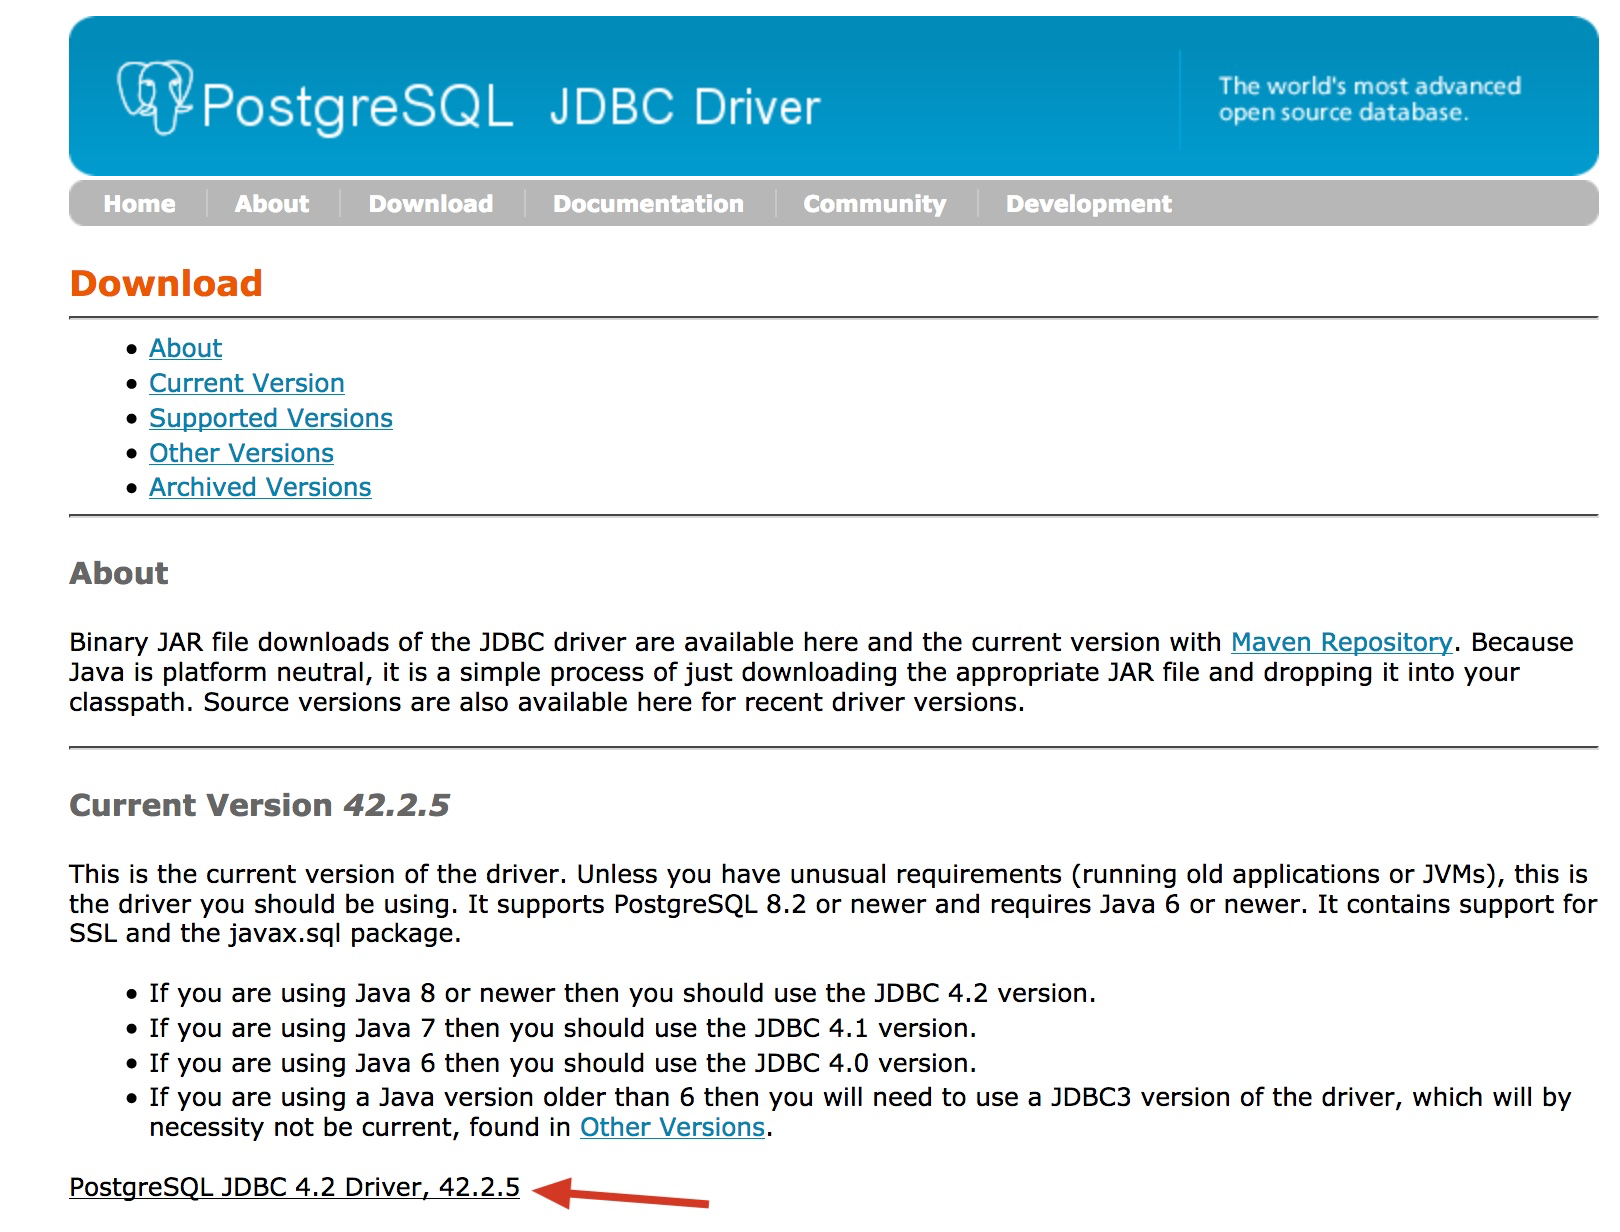 PostgreSQL JDBC Driver
The world's most advanced
open source database.
Home About Download Documentation Community Development
Download
• About
• Current Version
• Supported Versions
• Other Versions
• Archived Versions
About
Binary JAR file downloads of the JDBC driver are available here and the current version with Maven Repository. Because
Java is platform neutral, it is a simple process of just downloading the appropriate JAR file and dropping it into your
classpath. Source versions are also available here for recent driver versions.
Current Version 42.2.5
This is the current version of the driver. Unless you have unusual requirements (running old applications or JVMs), this is
the driver you should be using. It supports PostgreSQL 8.2 or newer and requires Java 6 or newer. It contains support for
SSL and the javax.sql package.
• If you are using Java 8 or newer then you should use the JDBC 4.2 version.
• If you are using Java 7 then you should use the JDBC 4.1 version.
• If you are using Java 6 then you should use the JDBC 4.0 version.
• If you are using a Java version older than 6 then you will need to use a JDBC3 version of the driver, which will by
necessity not be current, found in Other Versions.
PostgreSQL JDBC 4.2 Driver, 42.2.5